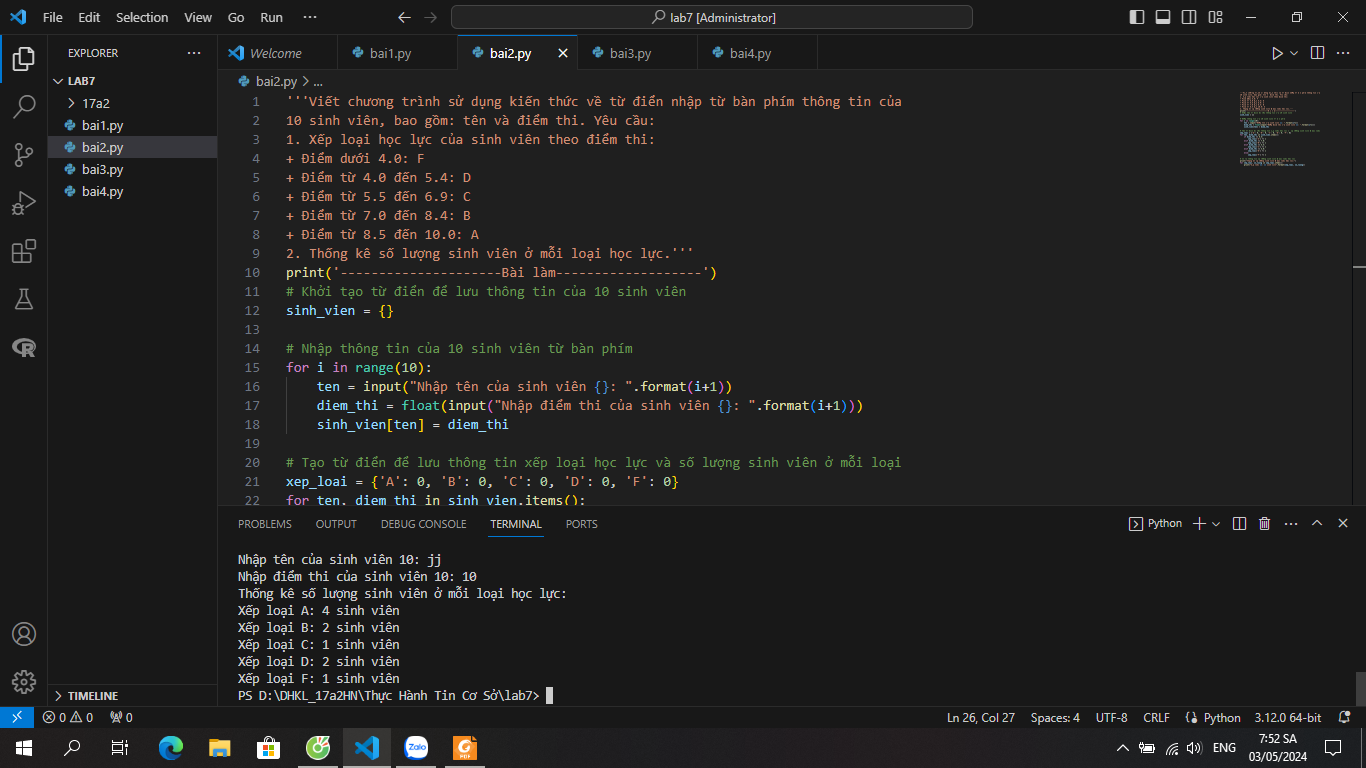 File Edit Selection View Go Run ··· lab7 [Administrator]
EXPLORER ···
Welcome bai1.py bai2.py bai3.py bai4.py
LAB7
17a2
bai1.py
bai2.py
bai3.py
bai4.py
TIMELINE
bai2.py > ...
1 '''Viết chương trình sử dụng kiến thức về từ điển nhập từ bàn phím thông tin của
2 10 sinh viên, bao gồm: tên và điểm thi. Yêu cầu:
3 1. Xếp loại học lực của sinh viên theo điểm thi:
4 + Điểm dưới 4.0: F
5 + Điểm từ 4.0 đến 5.4: D
6 + Điểm từ 5.5 đến 6.9: C
7 + Điểm từ 7.0 đến 8.4: B
8 + Điểm từ 8.5 đến 10.0: A
9 2. Thống kê số lượng sinh viên ở mỗi loại học lực.'''
10 print('---------------------Bài làm-------------------')
11 # Khởi tạo từ điển để lưu thông tin của 10 sinh viên
12 sinh_vien = {}
13
14 # Nhập thông tin của 10 sinh viên từ bàn phím
15 for i in range(10):
16 ten = input("Nhập tên của sinh viên {}: ".format(i+1))
17 diem_thi = float(input("Nhập điểm thi của sinh viên {}: ".format(i+1)))
18 sinh_vien[ten] = diem_thi
19
20 # Tạo từ điển để lưu thông tin xếp loại học lực và số lượng sinh viên ở mỗi loại
21 xep_loai = {'A': 0, 'B': 0, 'C': 0, 'D': 0, 'F': 0}
22 for ten, diem_thi in sinh_vien.items():
PROBLEMS OUTPUT DEBUG CONSOLE TERMINAL PORTS Python
Nhập tên của sinh viên 10: jj
Nhập điểm thi của sinh viên 10: 10
Thống kê số lượng sinh viên ở mỗi loại học lực:
Xếp loại A: 4 sinh viên
Xếp loại B: 2 sinh viên
Xếp loại C: 1 sinh viên
Xếp loại D: 2 sinh viên
Xếp loại F: 1 sinh viên
PS D:\DHKL_17a2HN\Thực Hành Tin Cơ Sở\lab7>
0 0 0 Ln 26, Col 27 Spaces: 4 UTF-8 CRLF Python 3.12.0 64-bit
Zalo PDF ENG 7:52 SA
03/05/2024